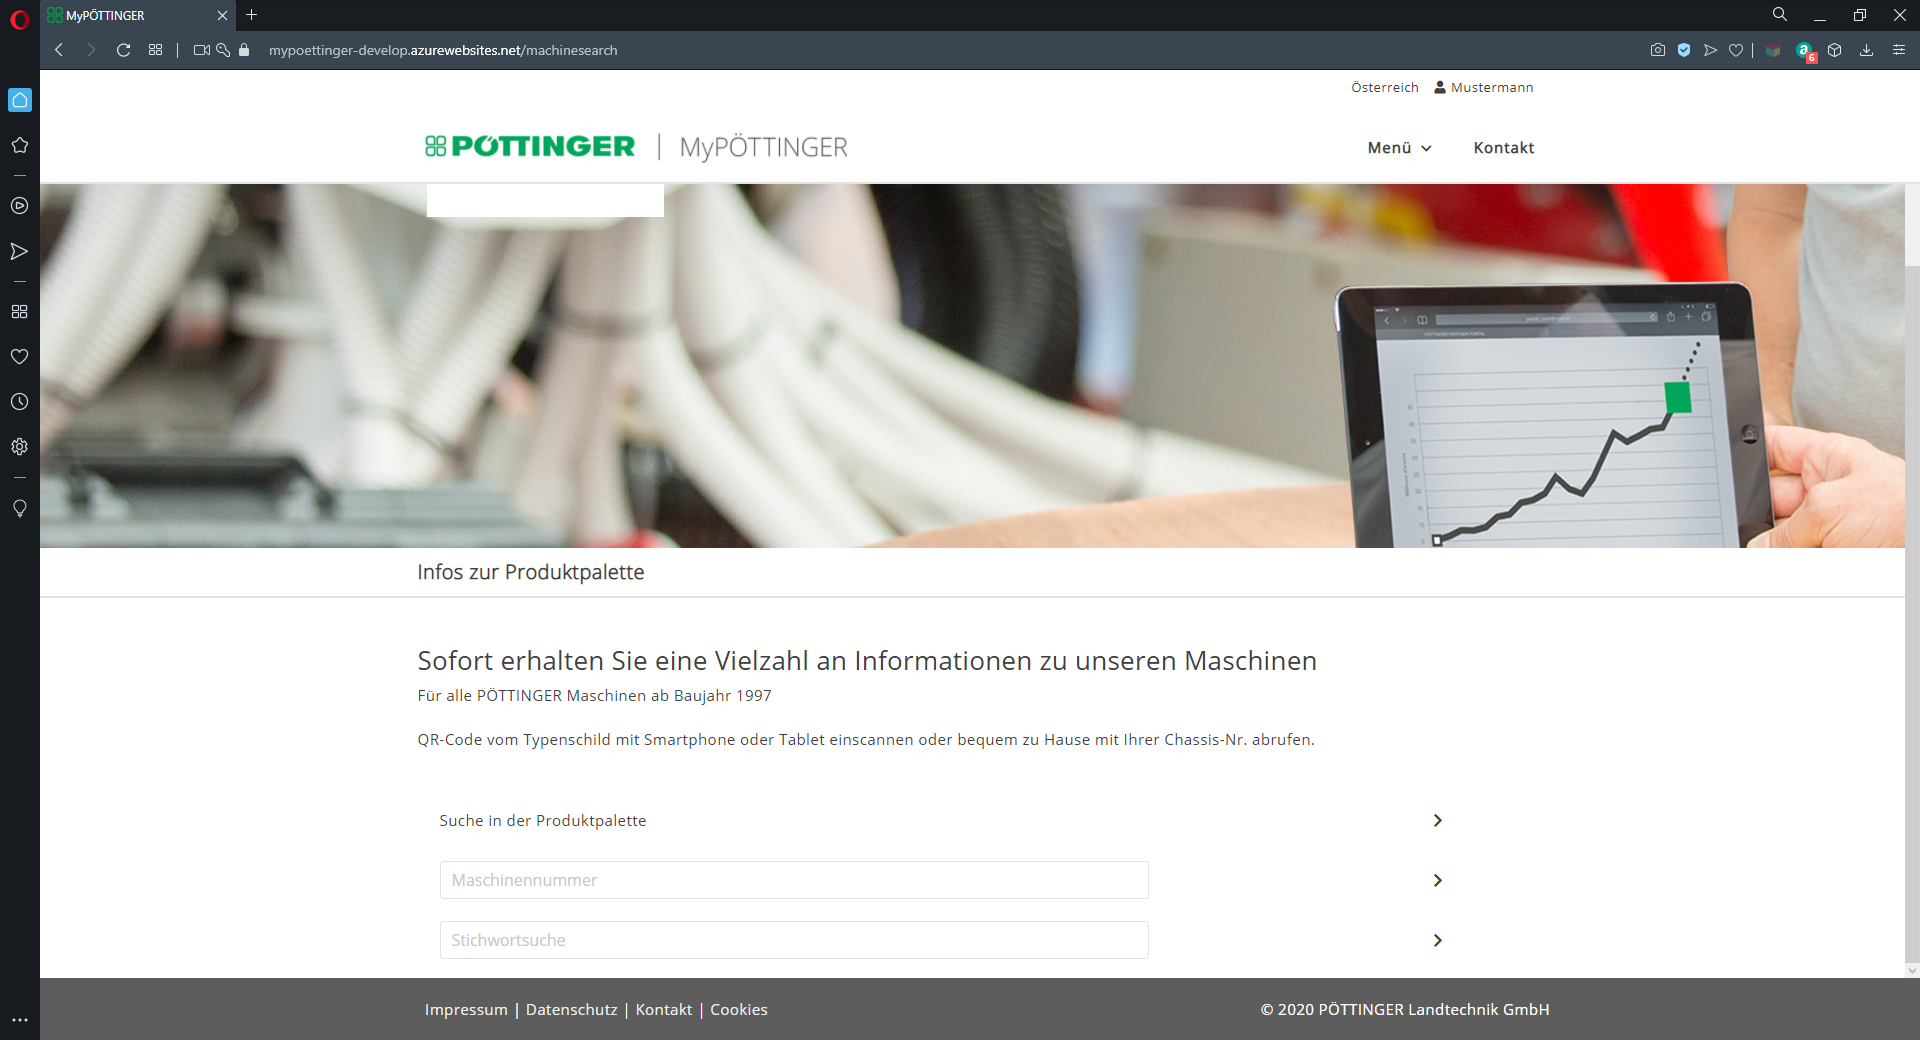 MyPÖTTINGER
mypoettinger-develop.azurewebsites.net/machinesearch
6
Österreich Mustermann
PÖTTINGER | MyPÖTTINGER
Menü Kontakt
Infos zur Produktpalette
Sofort erhalten Sie eine Vielzahl an Informationen zu unseren Maschinen
Für alle PÖTTINGER Maschinen ab Baujahr 1997
QR-Code vom Typenschild mit Smartphone oder Tablet einscannen oder bequem zu Hause mit Ihrer Chassis-Nr. abrufen.
Suche in der Produktpalette
Maschinennummer
Stichwortsuche
Impressum | Datenschutz | Kontakt | Cookies
© 2020 PÖTTINGER Landtechnik GmbH